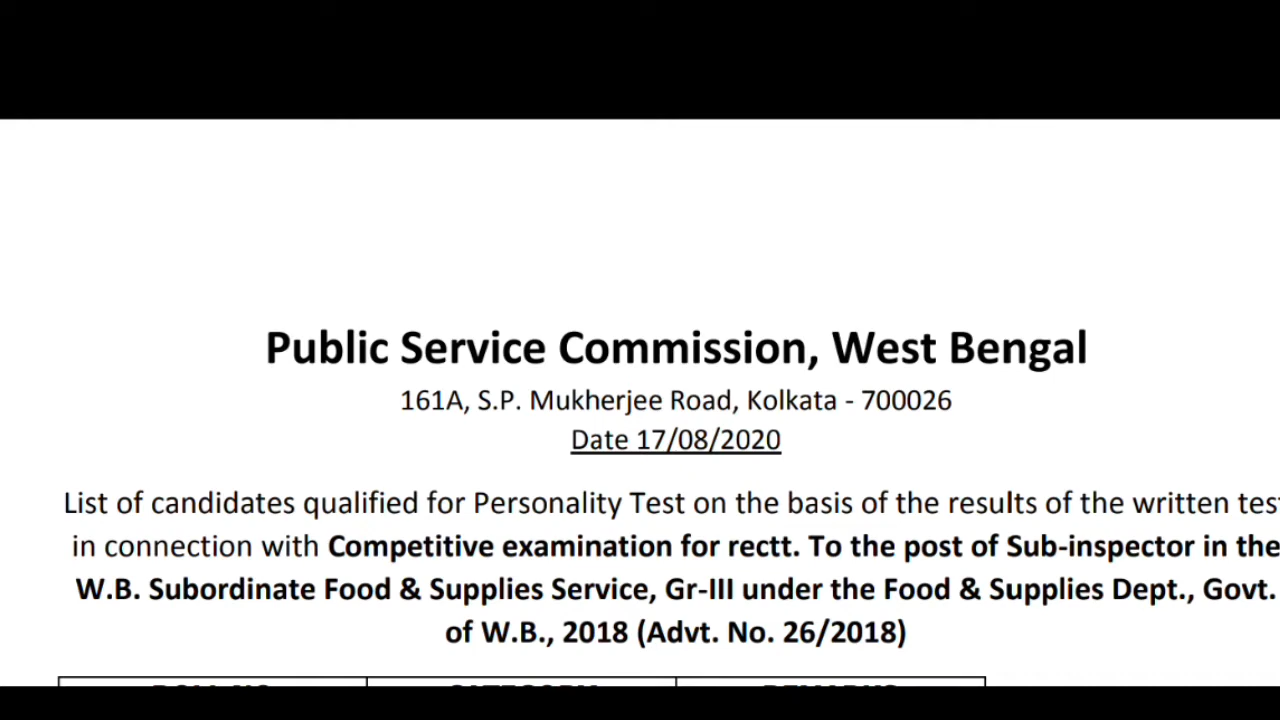 Public Service Commission, West Bengal
161A, S.P. Mukherjee Road, Kolkata - 700026
Date 17/08/2020
List of candidates qualified for Personality Test on the basis of the results of the written test
in connection with Competitive examination for rectt. To the post of Sub-inspector in the
W.B. Subordinate Food & Supplies Service, Gr-III under the Food & Supplies Dept., Govt.
of W.B., 2018 (Advt. No. 26/2018)